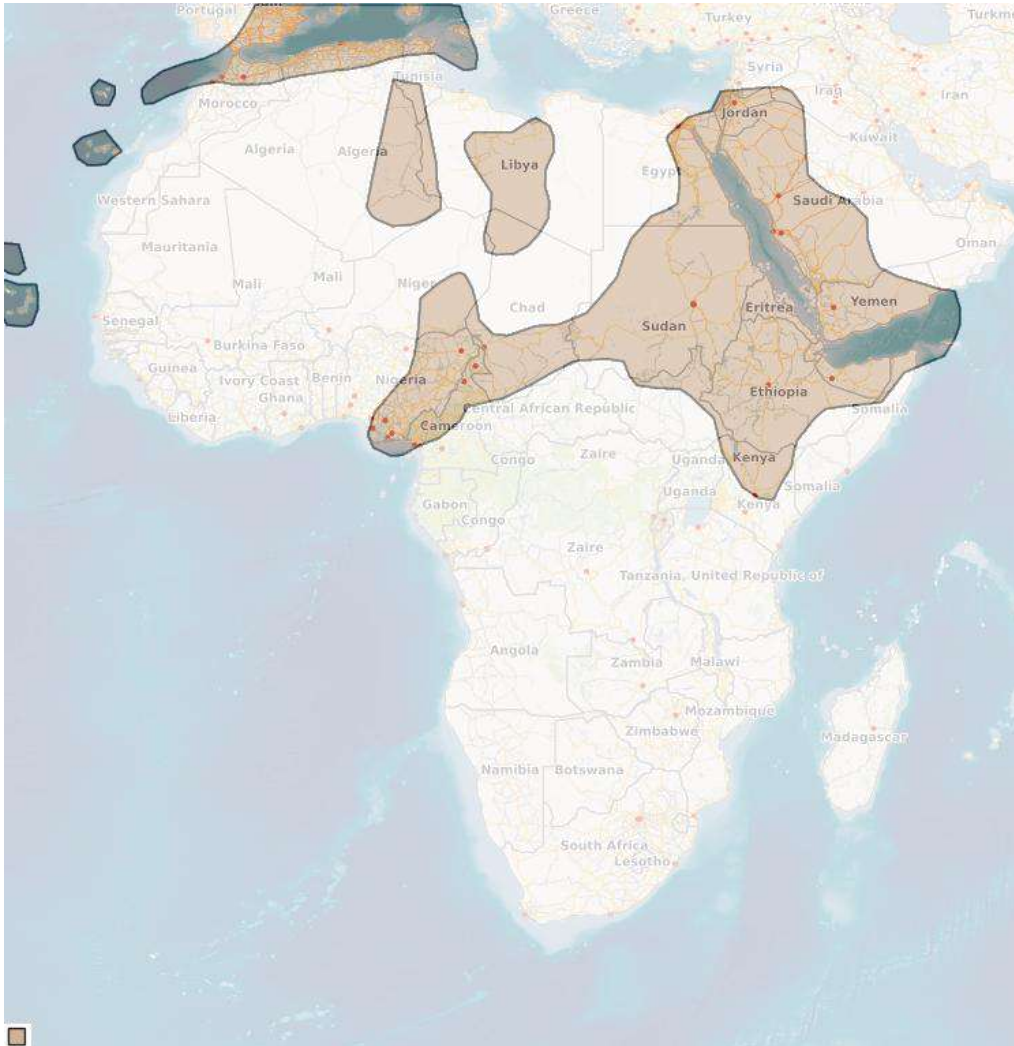 Portugal
Greece
Turkey
Turkm
Tunisia
Syria
Iraq
Iran
Morocco
Jordan
Kuwait
Algeria
Algeria
Libya
Egypt
Western Sahara
Saudi Arabia
Mauritania
Oman
Mali
Mali
Niger
Chad
Eritrea
Yemen
Senegal
Sudan
Burkina Faso
Guinea
Ivory Coast
Benin
Nigeria
Ethiopia
Ghana
Liberia
Central African Republic
Somalia
Cameroon
Congo
Zaire
Uganda
Kenya
Uganda
Somalia
Gabon
Kenya
Congo
Zaire
Tanzania, United Republic of
Angola
Zambia
Malawi
Mozambique
Zimbabwe
Madagascar
Namibia
Botswana
South Africa
Lesotho